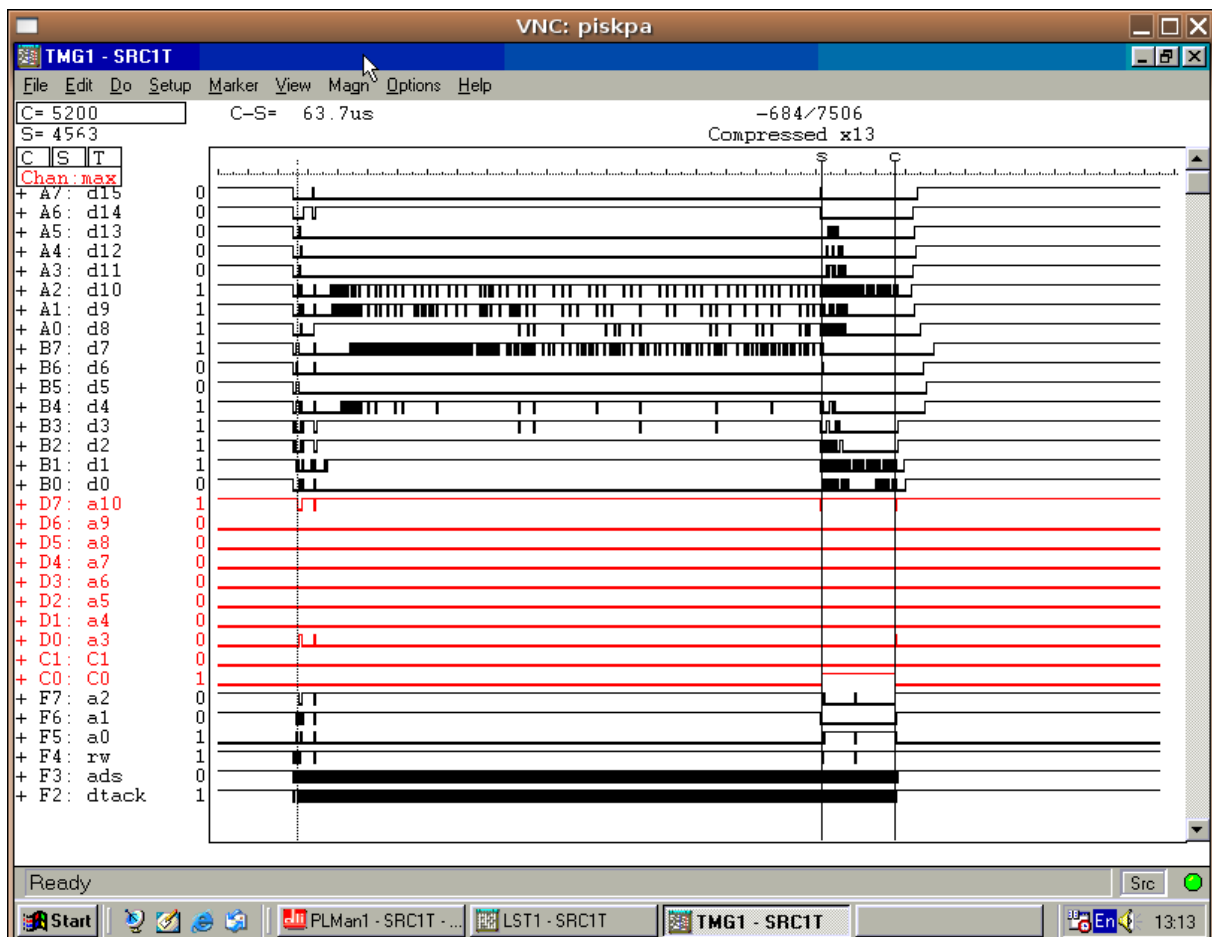 VNC: piskpa
TMG1 - SRC1T
File Edit Do Setup Marker View Magn Options Help
C= 5200 C-S= 63.7us -684/7506
S= 4563 Compressed x13
C S T
Chan:max
S C
+ A7: d15 0
+ A6: d14 0
+ A5: d13 0
+ A4: d12 0
+ A3: d11 0
+ A2: d10 1
+ A1: d9 1
+ A0: d8 1
+ B7: d7 1
+ B6: d6 0
+ B5: d5 0
+ B4: d4 1
+ B3: d3 1
+ B2: d2 1
+ B1: d1 1
+ B0: d0 0
+ D7: a10 1
+ D6: a9 0
+ D5: a8 0
+ D4: a7 0
+ D3: a6 0
+ D2: a5 0
+ D1: a4 0
+ D0: a3 0
+ C1: C1 0
+ C0: C0 1
+ F7: a2 0
+ F6: a1 0
+ F5: a0 1
+ F4: rw 1
+ F3: ads 0
+ F2: dtack 1
Ready Src
Start PLMan1 - SRC1T - ... LST1 - SRC1T TMG1 - SRC1T En 13:13